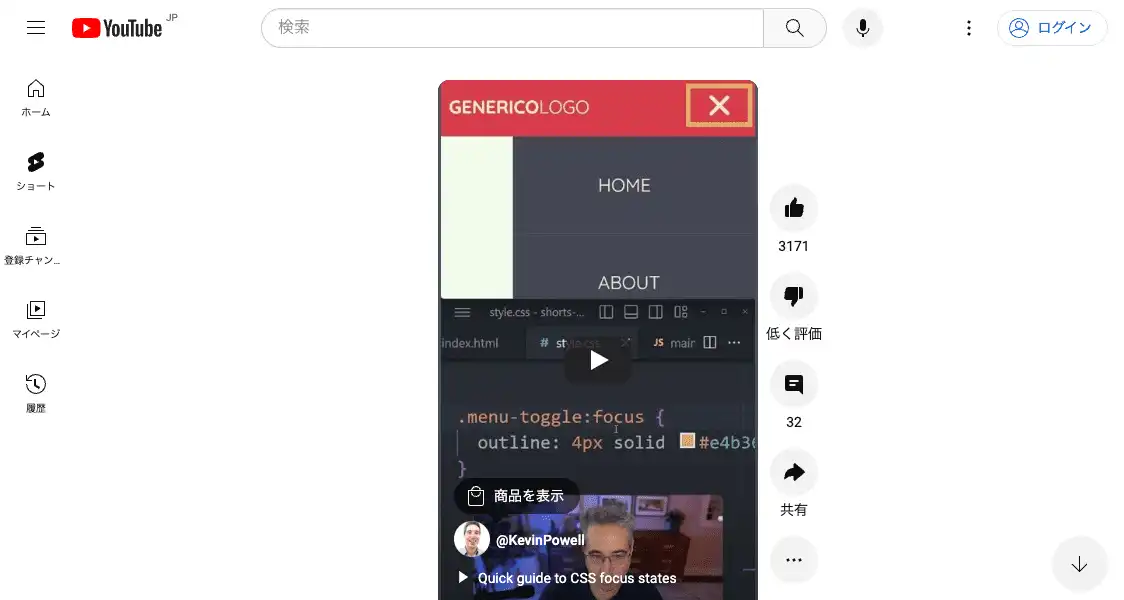 YouTube JP
検索
ログイン
ホーム
ショート
登録チャン...
マイページ
履歴
GENERICOLOGO
HOME
ABOUT
style.css - shorts-...
index.html
# style.css
JS main
.menu-toggle:focus {
outline: 4px solid #e4b36
}
商品を表示
@KevinPowell
Quick guide to CSS focus states
3171
低く評価
32
共有